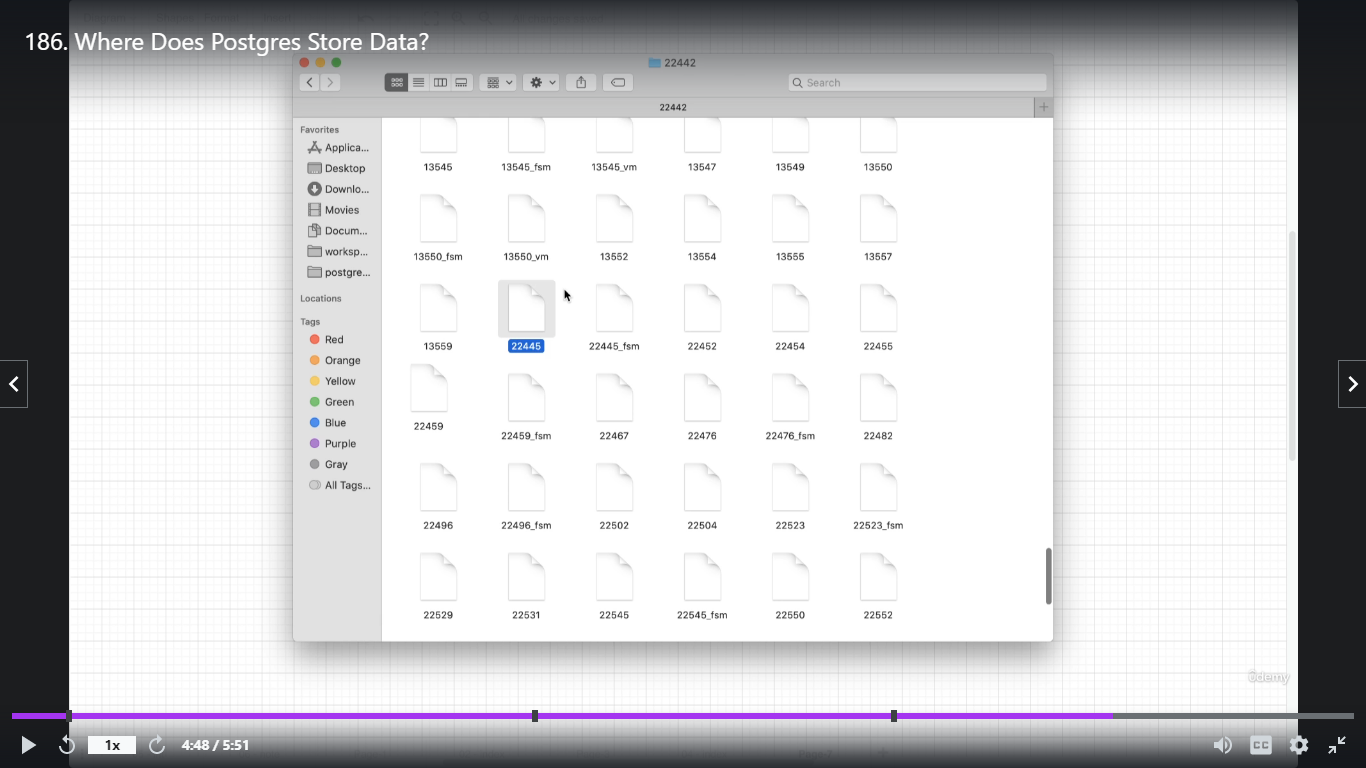 186. Where Does Postgres Store Data?
22442
Search
22442
Favorites
Applica...
Desktop
Downlo...
Movies
Docum...
worksp...
postgre...
Locations
Tags
Red
Orange
Yellow
Green
Blue
Purple
Gray
All Tags...
13545 13545_fsm 13545_vm 13547 13549 13550
13550_fsm 13550_vm 13552 13554 13555 13557
13559 22445 22445_fsm 22452 22454 22455
22459 22459_fsm 22467 22476 22476_fsm 22482
22496 22496_fsm 22502 22504 22523 22523_fsm
22529 22531 22545 22545_fsm 22550 22552
ûdemy
1x 4:48 / 5:51 CC